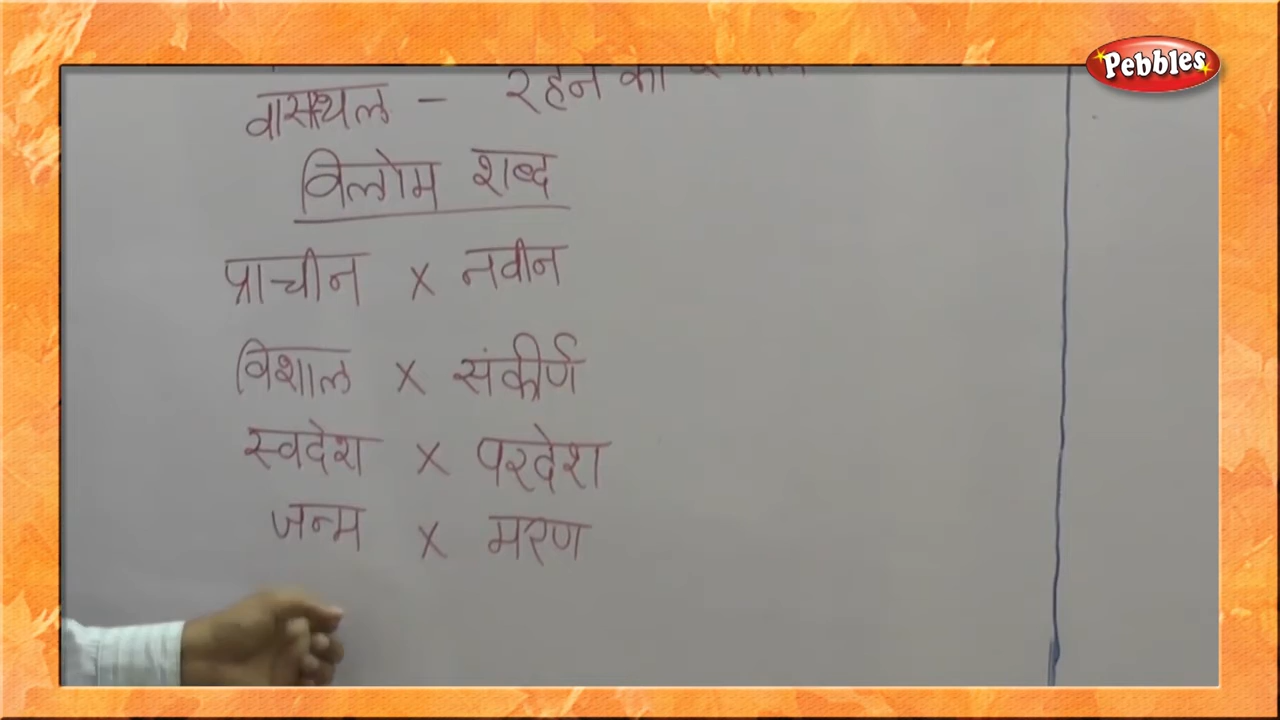 Pebbles
वासस्थल - रहने का
विलोम शब्द
प्राचीन x नवीन
विशाल x संकीर्ण
स्वदेश x परदेश
जन्म x मरण